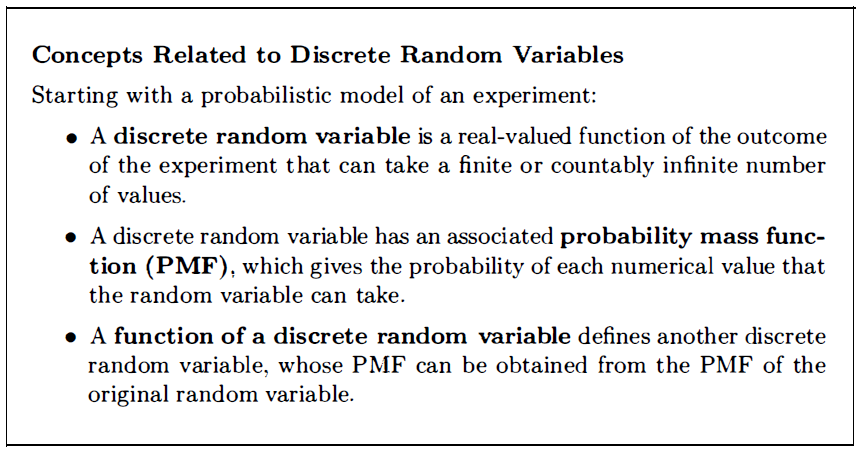 Concepts Related to Discrete Random Variables
Starting with a probabilistic model of an experiment:
• A discrete random variable is a real-valued function of the outcome
of the experiment that can take a finite or countably infinite number
of values.
• A discrete random variable has an associated probability mass func-
tion (PMF), which gives the probability of each numerical value that
the random variable can take.
• A function of a discrete random variable defines another discrete
random variable, whose PMF can be obtained from the PMF of the
original random variable.